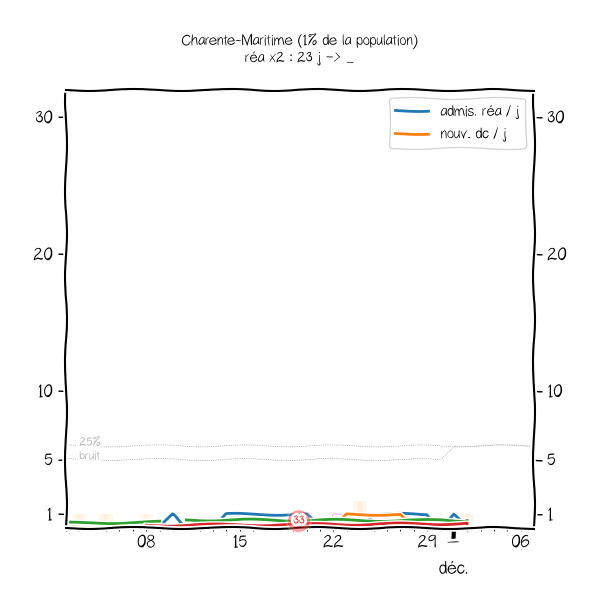 Charente-Maritime (1% de la population)
réa x2 : 23 j -> _
admis. réa / j
nouv. dc / j
30
30
20
20
10
10
25%
bruit
5
5
33
1
1
08
15
22
29
06
déc.